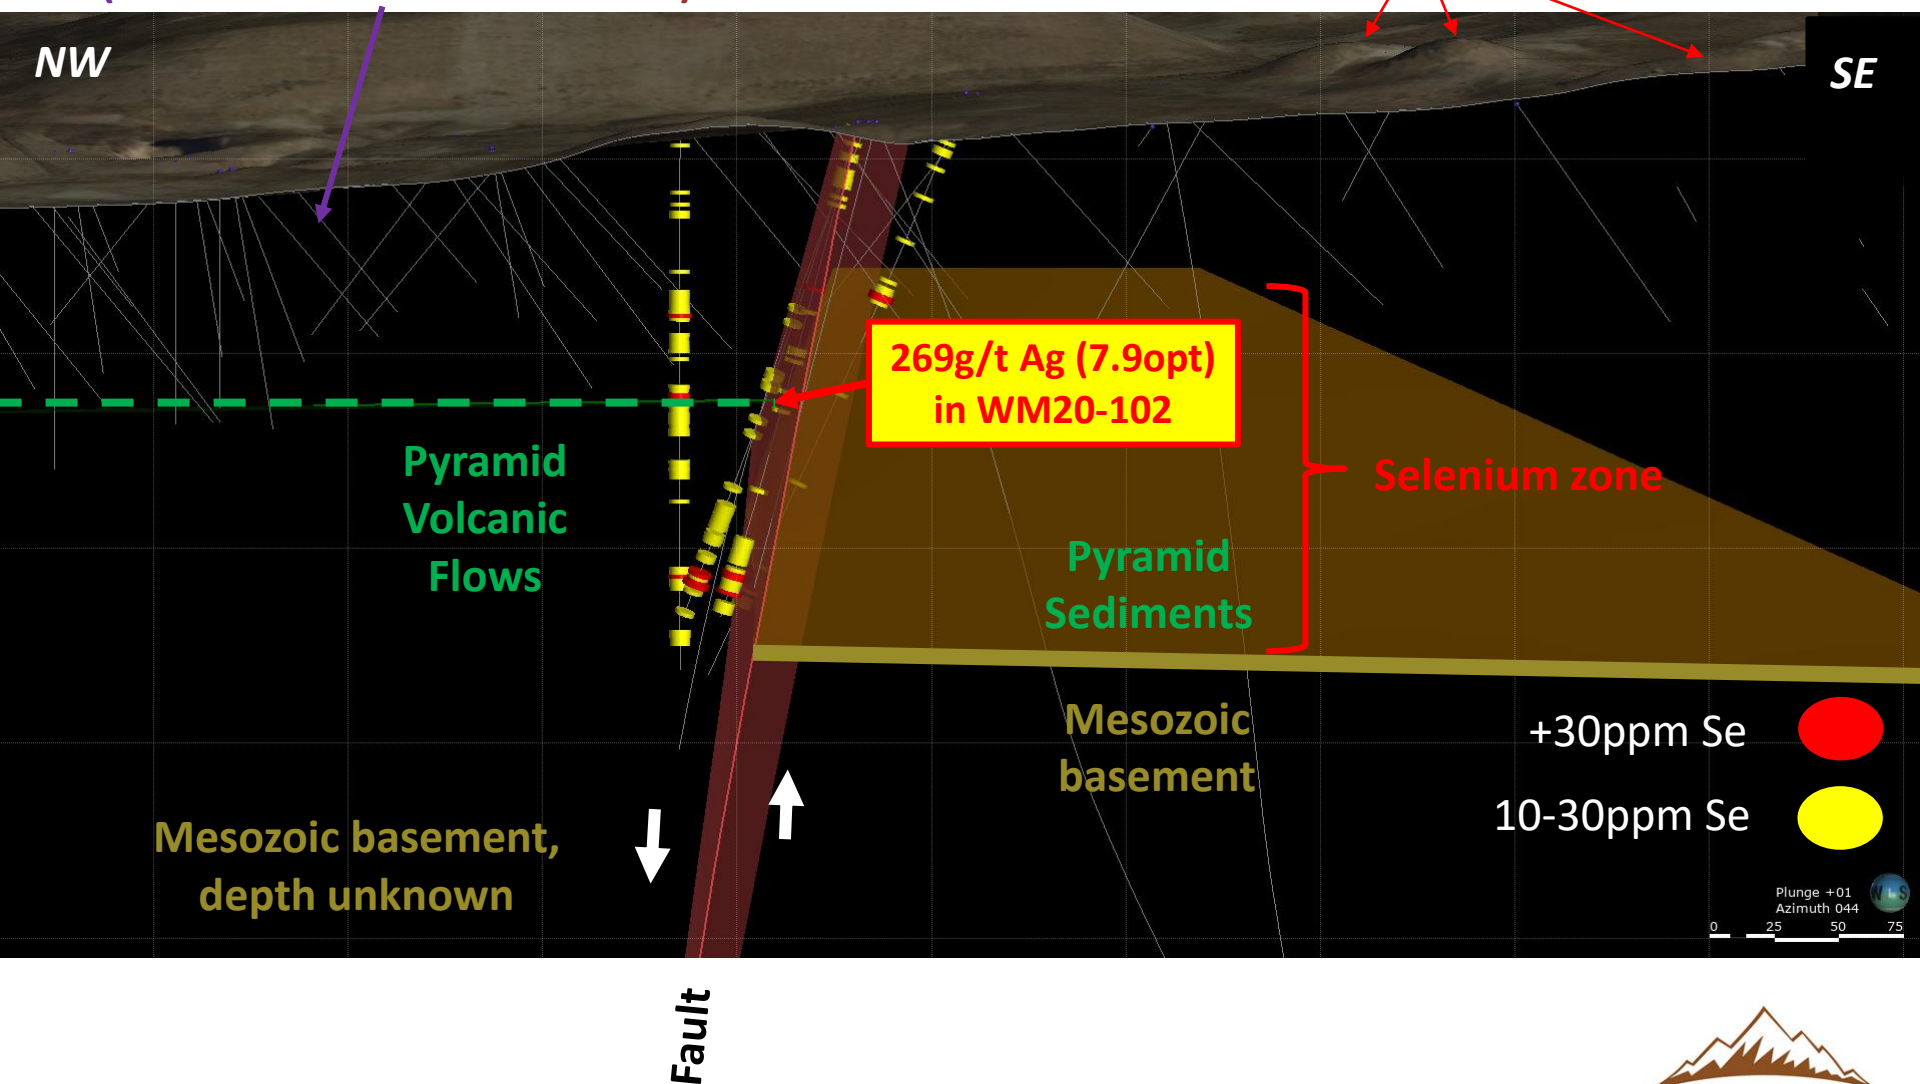 NW
SE
269g/t Ag (7.9opt)
in WM20-102
Pyramid
Volcanic
Flows
Selenium zone
Pyramid
Sediments
Mesozoic
basement
+30ppm Se
10-30ppm Se
Mesozoic basement,
depth unknown
Plunge +01
Azimuth 044
0 25 50 75
Fault